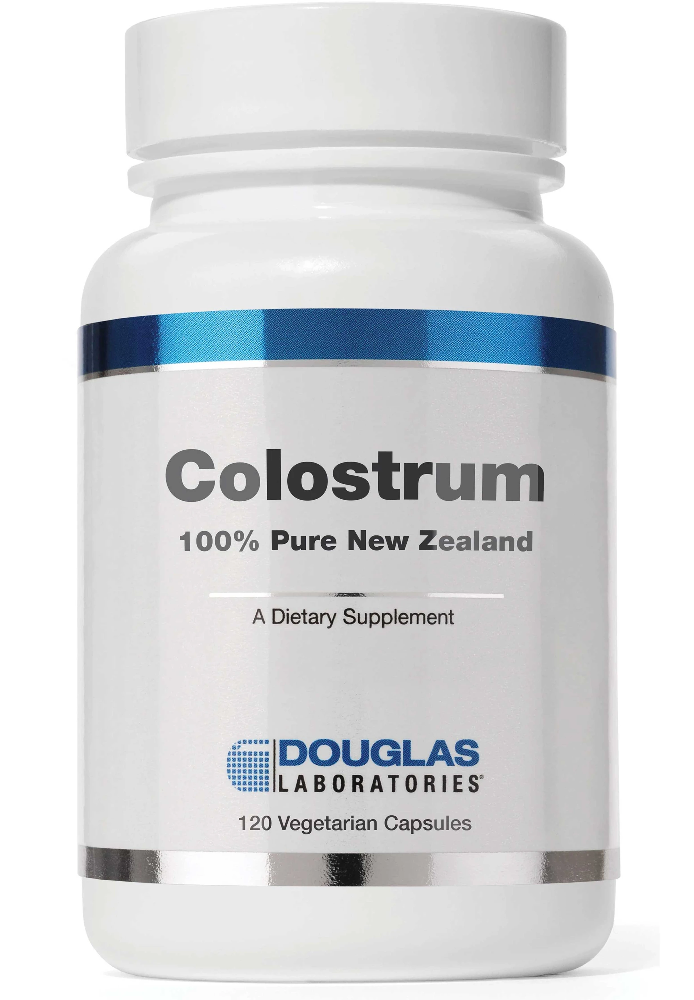 Colostrum
100% Pure New Zealand
A Dietary Supplement
DOUGLAS
LABORATORIES®
120 Vegetarian Capsules